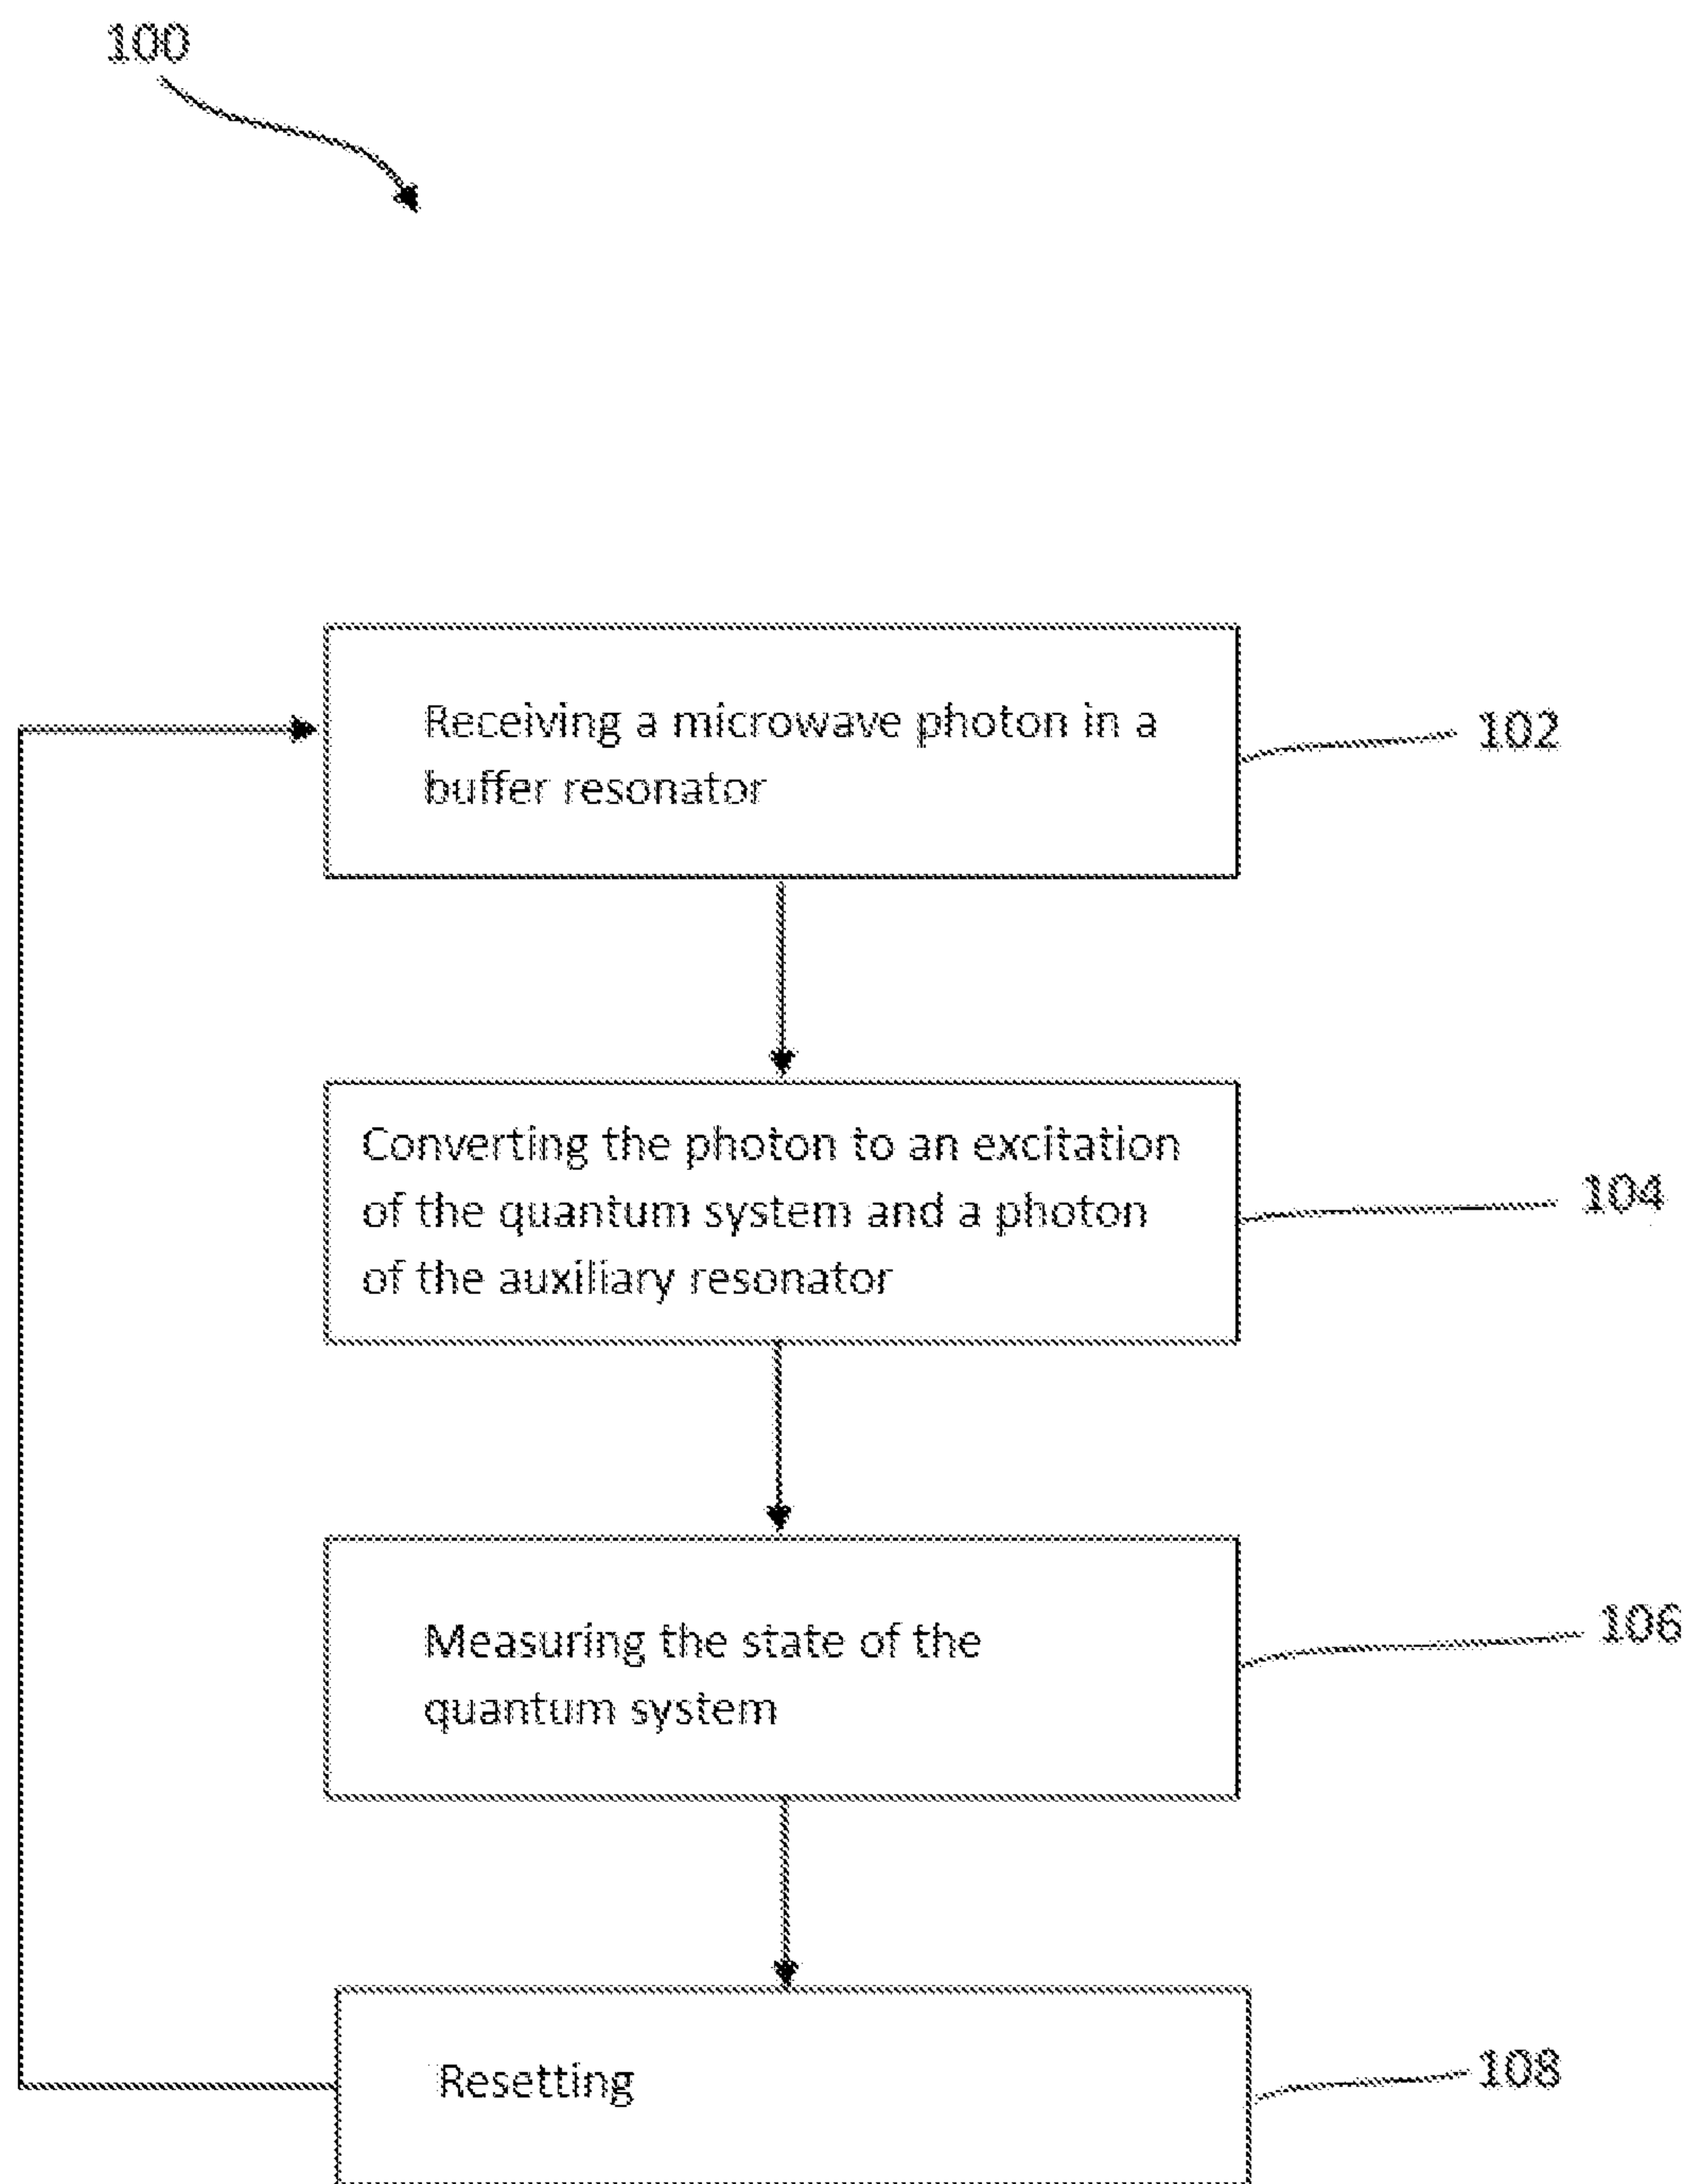 100
Receiving a microwave photon in a
buffer resonator
102
Converting the photon to an excitation
of the quantum system and a photon
of the auxiliary resonator
104
Measuring the state of the
quantum system
106
Resetting
108